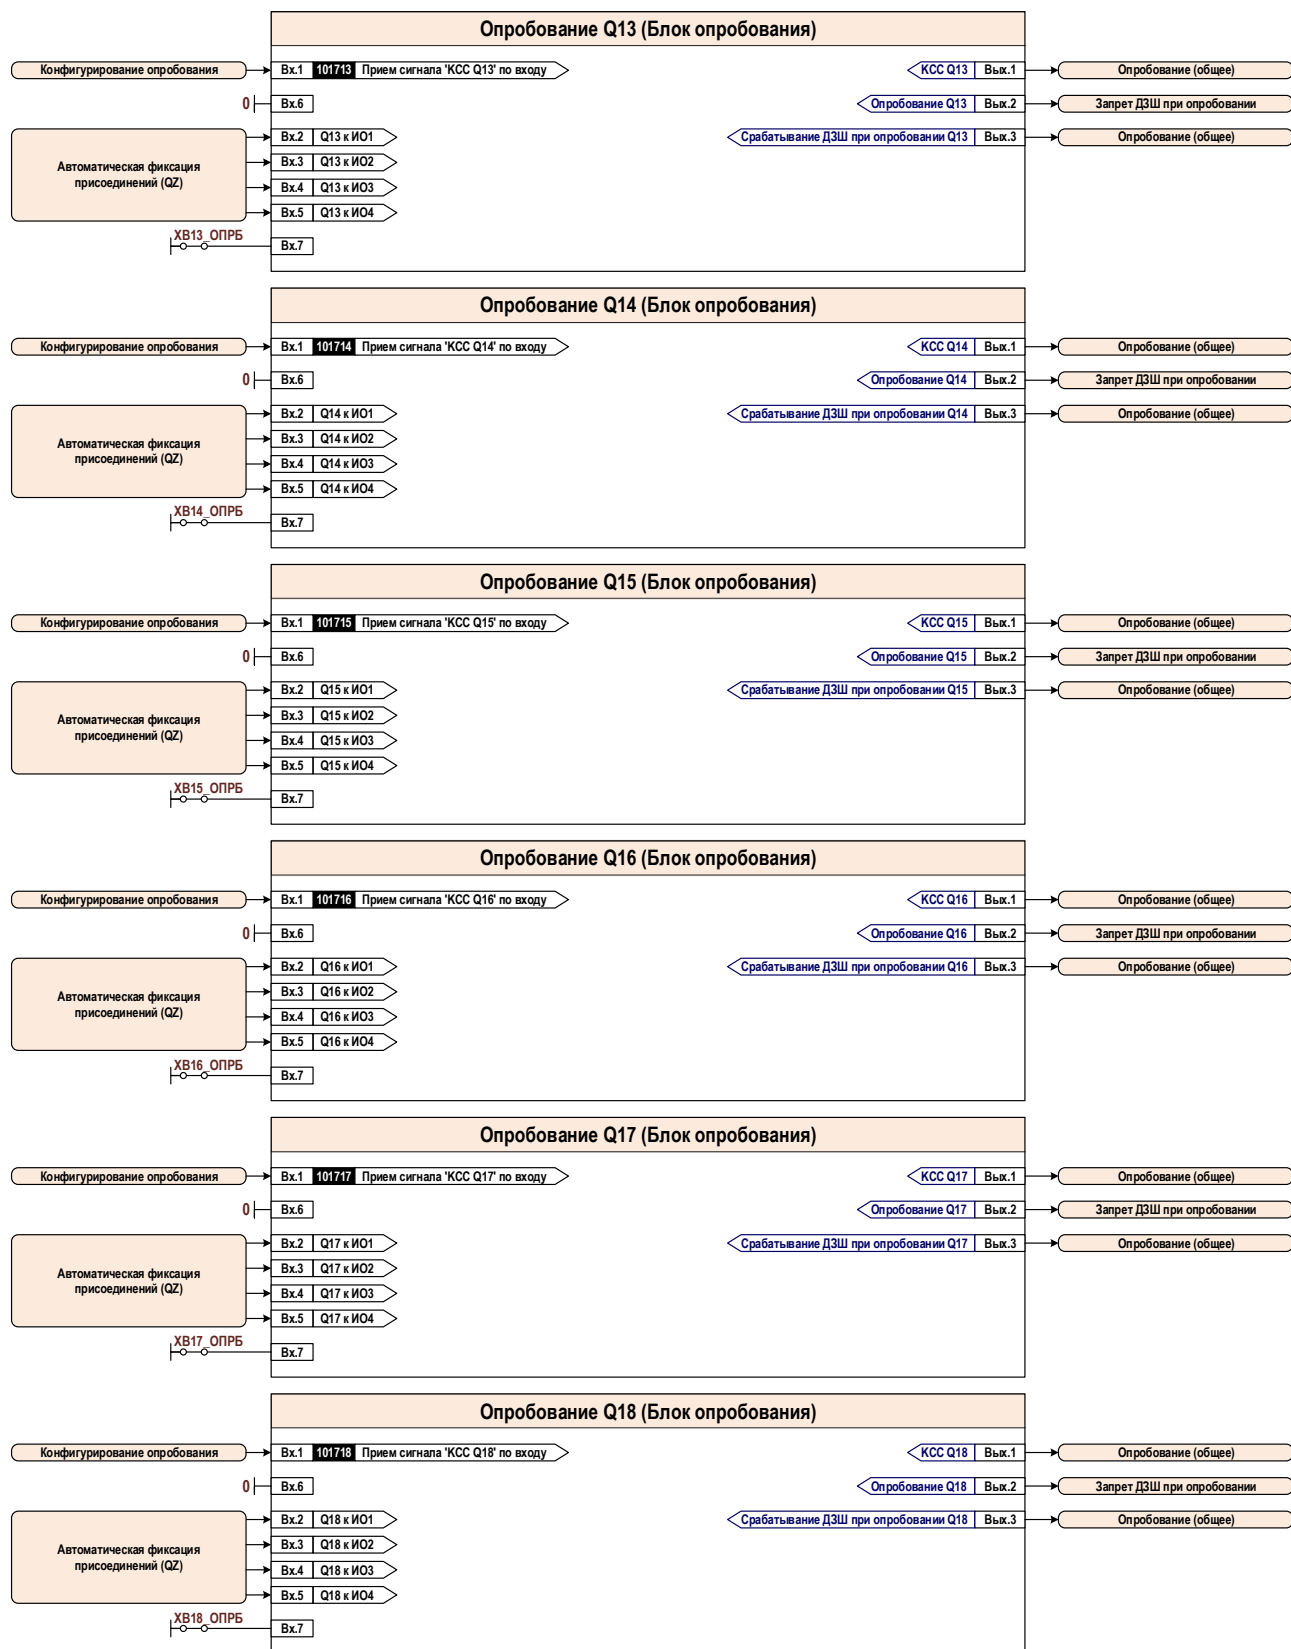 Опробование Q13 (Блок опробования)
Конфигурирование опробования Вх.1 101713 Прием сигнала 'КСС Q13' по входу КСС Q13 Вых.1 Опробование (общее)
0 Вх.6 Опробование Q13 Вых.2 Запрет ДЗШ при опробовании
Вх.2 Q13 к ИО1 Срабатывание ДЗШ при опробовании Q13 Вых.3 Опробование (общее)
Автоматическая фиксация Вх.3 Q13 к ИО2
присоединений (QZ) Вх.4 Q13 к ИО3
Вх.5 Q13 к ИО4
XB13_ОПРБ Вх.7
Опробование Q14 (Блок опробования)
Конфигурирование опробования Вх.1 101714 Прием сигнала 'КСС Q14' по входу КСС Q14 Вых.1 Опробование (общее)
0 Вх.6 Опробование Q14 Вых.2 Запрет ДЗШ при опробовании
Вх.2 Q14 к ИО1 Срабатывание ДЗШ при опробовании Q14 Вых.3 Опробование (общее)
Автоматическая фиксация Вх.3 Q14 к ИО2
присоединений (QZ) Вх.4 Q14 к ИО3
Вх.5 Q14 к ИО4
XB14_ОПРБ Вх.7
Опробование Q15 (Блок опробования)
Конфигурирование опробования Вх.1 101715 Прием сигнала 'КСС Q15' по входу КСС Q15 Вых.1 Опробование (общее)
0 Вх.6 Опробование Q15 Вых.2 Запрет ДЗШ при опробовании
Вх.2 Q15 к ИО1 Срабатывание ДЗШ при опробовании Q15 Вых.3 Опробование (общее)
Автоматическая фиксация Вх.3 Q15 к ИО2
присоединений (QZ) Вх.4 Q15 к ИО3
Вх.5 Q15 к ИО4
XB15_ОПРБ Вх.7
Опробование Q16 (Блок опробования)
Конфигурирование опробования Вх.1 101716 Прием сигнала 'КСС Q16' по входу КСС Q16 Вых.1 Опробование (общее)
0 Вх.6 Опробование Q16 Вых.2 Запрет ДЗШ при опробовании
Вх.2 Q16 к ИО1 Срабатывание ДЗШ при опробовании Q16 Вых.3 Опробование (общее)
Автоматическая фиксация Вх.3 Q16 к ИО2
присоединений (QZ) Вх.4 Q16 к ИО3
Вх.5 Q16 к ИО4
XB16_ОПРБ Вх.7
Опробование Q17 (Блок опробования)
Конфигурирование опробования Вх.1 101717 Прием сигнала 'КСС Q17' по входу КСС Q17 Вых.1 Опробование (общее)
0 Вх.6 Опробование Q17 Вых.2 Запрет ДЗШ при опробовании
Вх.2 Q17 к ИО1 Срабатывание ДЗШ при опробовании Q17 Вых.3 Опробование (общее)
Автоматическая фиксация Вх.3 Q17 к ИО2
присоединений (QZ) Вх.4 Q17 к ИО3
Вх.5 Q17 к ИО4
XB17_ОПРБ Вх.7
Опробование Q18 (Блок опробования)
Конфигурирование опробования Вх.1 101718 Прием сигнала 'КСС Q18' по входу КСС Q18 Вых.1 Опробование (общее)
0 Вх.6 Опробование Q18 Вых.2 Запрет ДЗШ при опробовании
Вх.2 Q18 к ИО1 Срабатывание ДЗШ при опробовании Q18 Вых.3 Опробование (общее)
Автоматическая фиксация Вх.3 Q18 к ИО2
присоединений (QZ) Вх.4 Q18 к ИО3
Вх.5 Q18 к ИО4
XB18_ОПРБ Вх.7